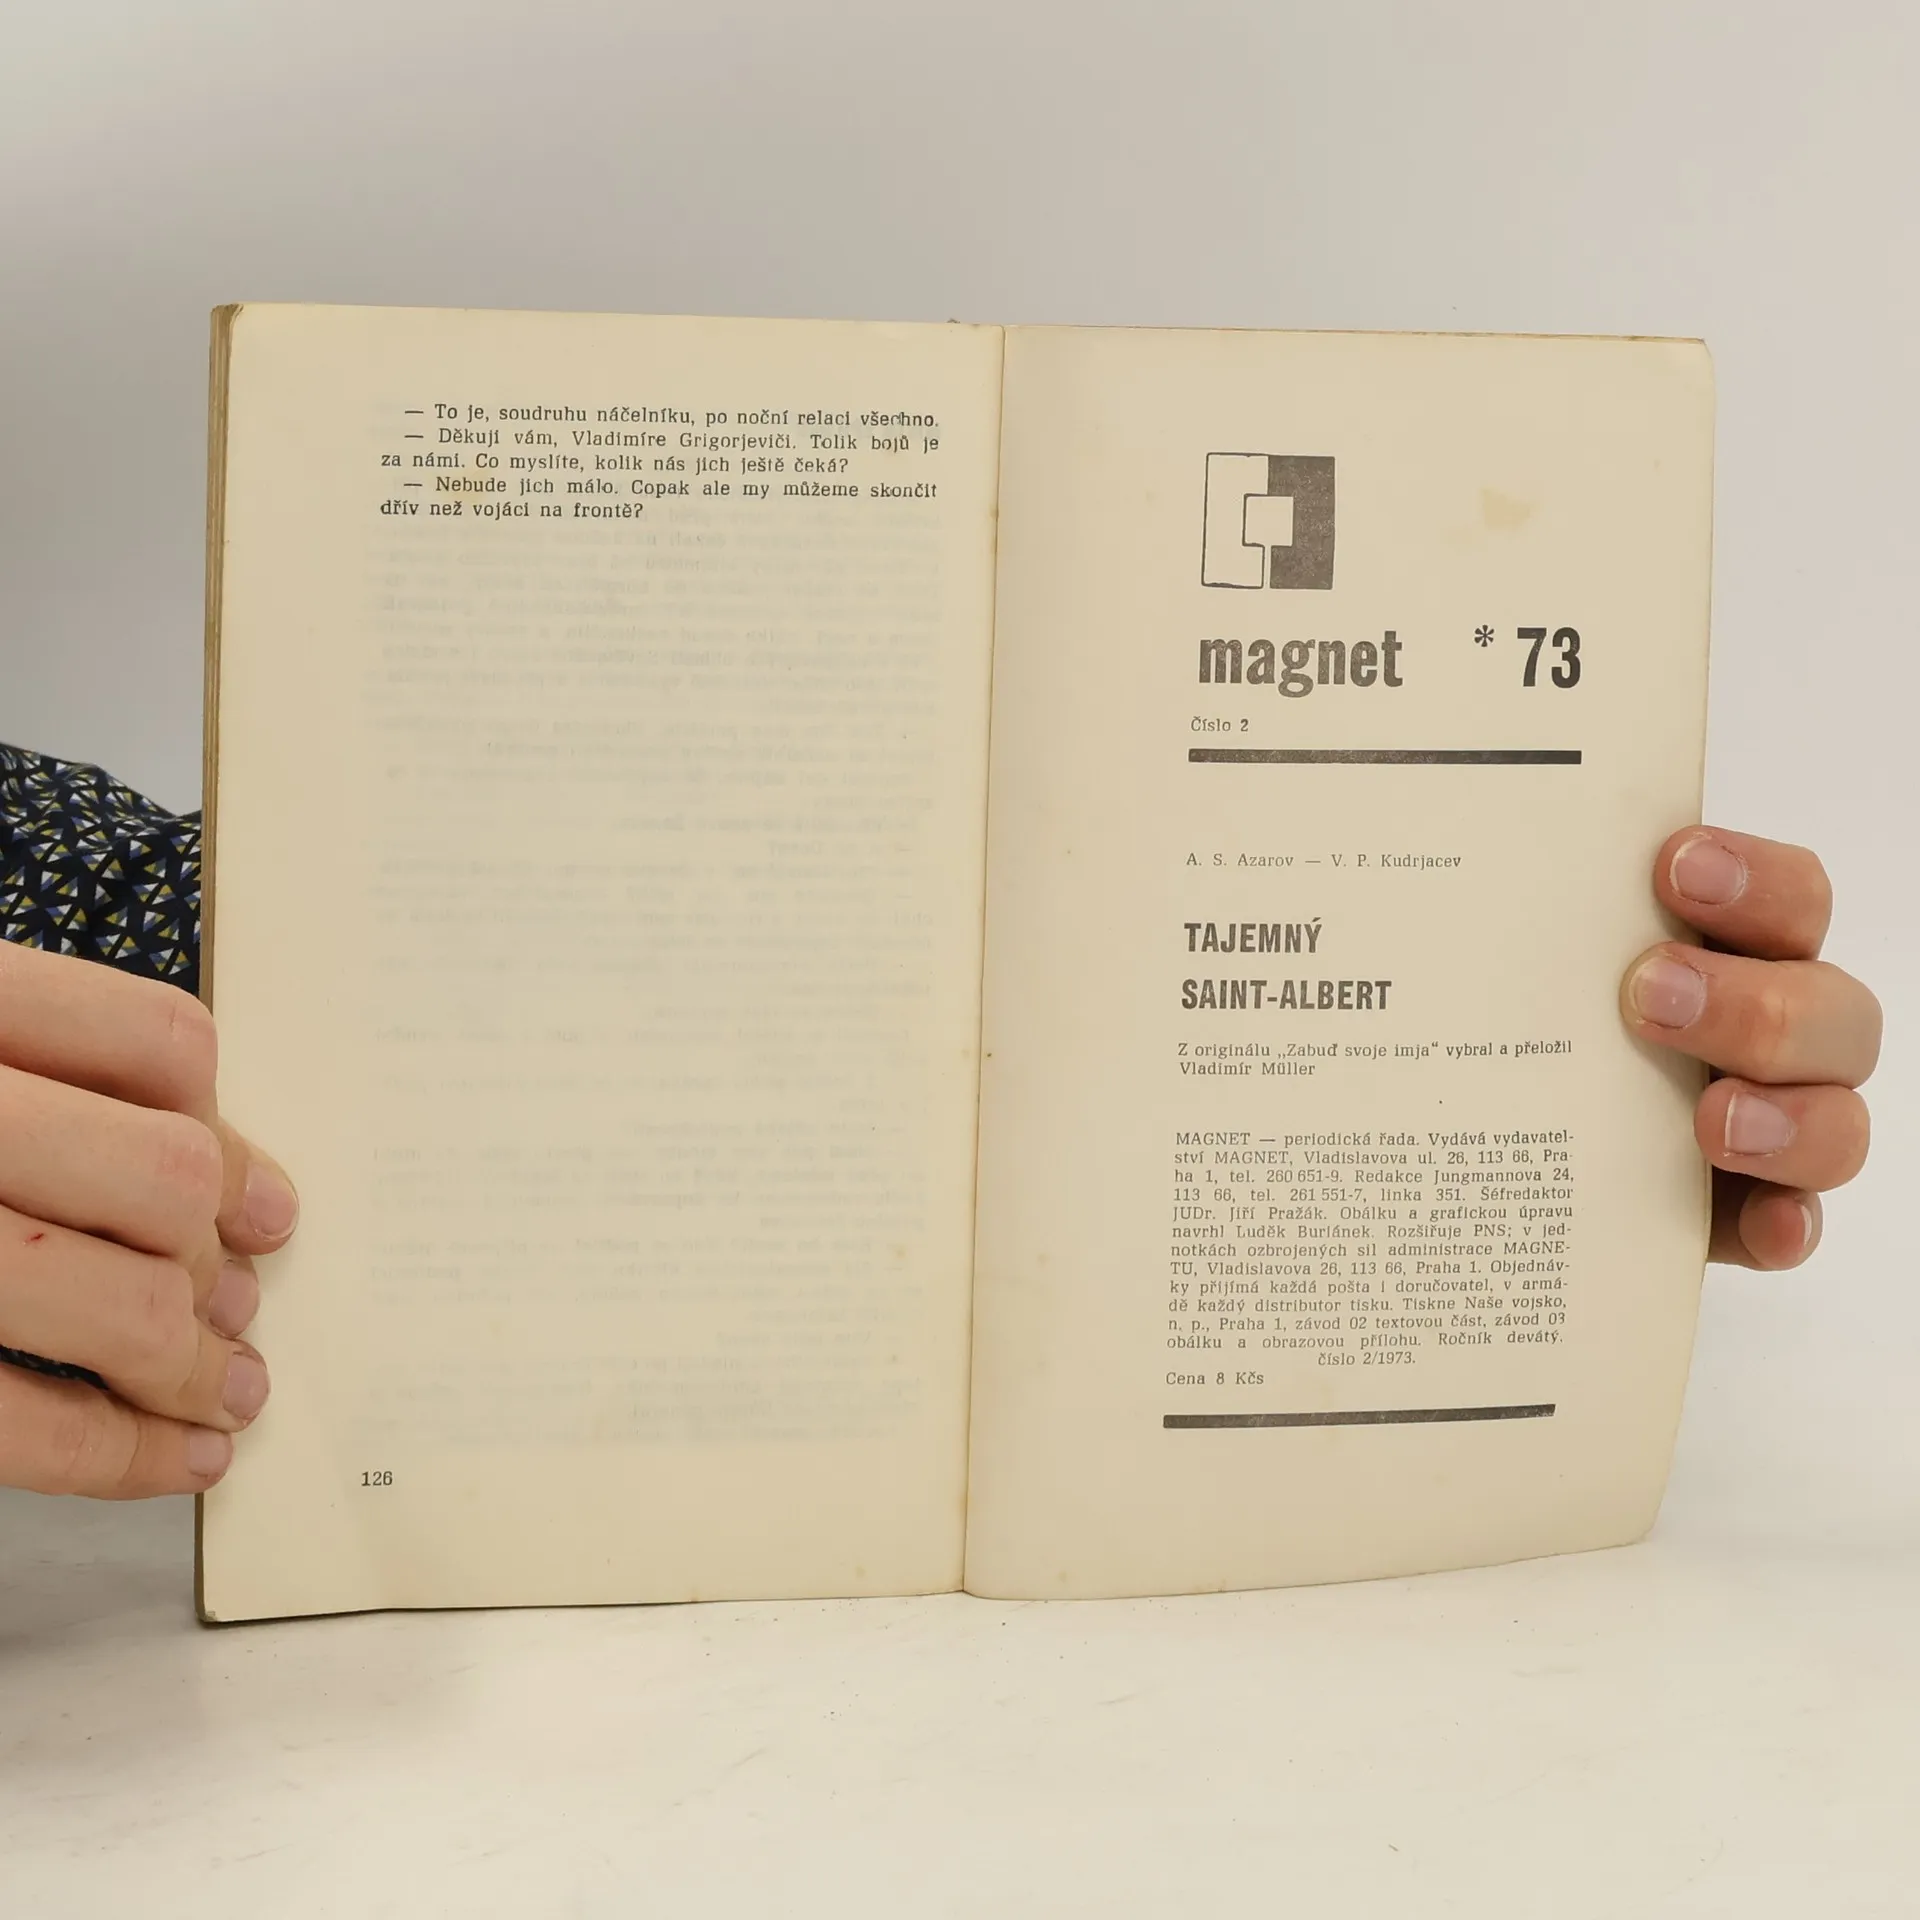 — To je, soudruhu náčelníku, po noční relaci všechno.
— Děkuji vám, Vladimíre Grigorjeviči. Tolik bojů je
za námi. Co myslíte, kolik nás jich ještě čeká?
— Nebude jich málo. Copak ale my můžeme skončit
dřív než vojáci na frontě?
126
magnet * 73
Číslo 2
A. S. Azarov — V. P. Kudrjacev
TAJEMNÝ
SAINT-ALBERT
Z originálu „Zabuď svoje imja“ vybral a přeložil
Vladimír Müller
MAGNET — periodická řada. Vydává vydavatel-
ství MAGNET, Vladislavova ul. 26, 113 66, Pra-
ha 1, tel. 260 651-9. Redakce Jungmannova 24,
113 66, tel. 261 551-7, linka 351. Šéfredaktor
JUDr. Jiří Pražák. Obálku a grafickou úpravu
navrhl Luděk Buriánek. Rozšiřuje PNS; v jed-
notkách ozbrojených sil administrace MAGNE-
TU, Vladislavova 26, 113 66, Praha 1. Objednáv-
ky přijímá každá pošta i doručovatel, v armá-
dě každý distributor tisku. Tiskne Naše vojsko,
n. p., Praha 1, závod 02 textovou část, závod 03
obálku a obrazovou přílohu. Ročník devátý.
číslo 2/1973.
Cena 8 Kčs